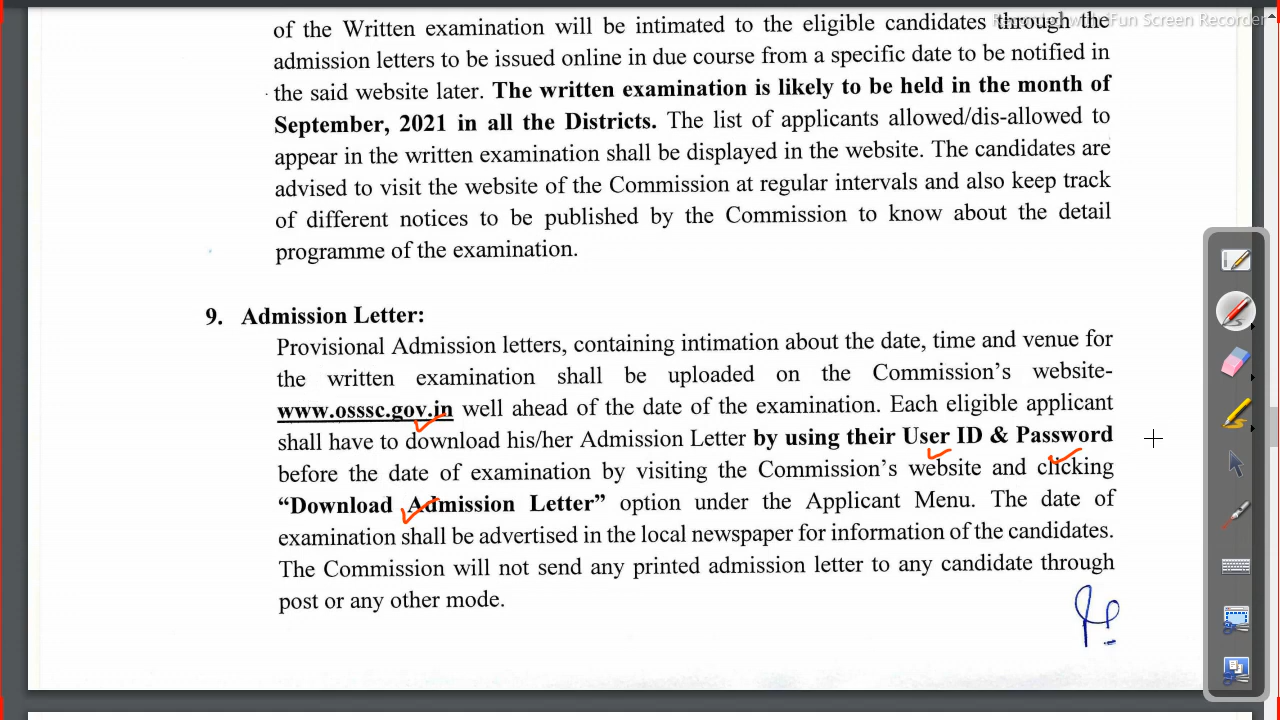 of the Written examination will be intimated to the eligible candidates through the
Recorded with iFun Screen Recorder
admission letters to be issued online in due course from a specific date to be notified in
the said website later. The written examination is likely to be held in the month of
September, 2021 in all the Districts. The list of applicants allowed/dis-allowed to
appear in the written examination shall be displayed in the website. The candidates are
advised to visit the website of the Commission at regular intervals and also keep track
of different notices to be published by the Commission to know about the detail
programme of the examination.
9. Admission Letter:
Provisional Admission letters, containing intimation about the date, time and venue for
the written examination shall be uploaded on the Commission's website-
www.osssc.gov.in well ahead of the date of the examination. Each eligible applicant
shall have to download his/her Admission Letter by using their User ID & Password
before the date of examination by visiting the Commission's website and clicking
"Download Admission Letter" option under the Applicant Menu. The date of
examination shall be advertised in the local newspaper for information of the candidates.
The Commission will not send any printed admission letter to any candidate through
post or any other mode.